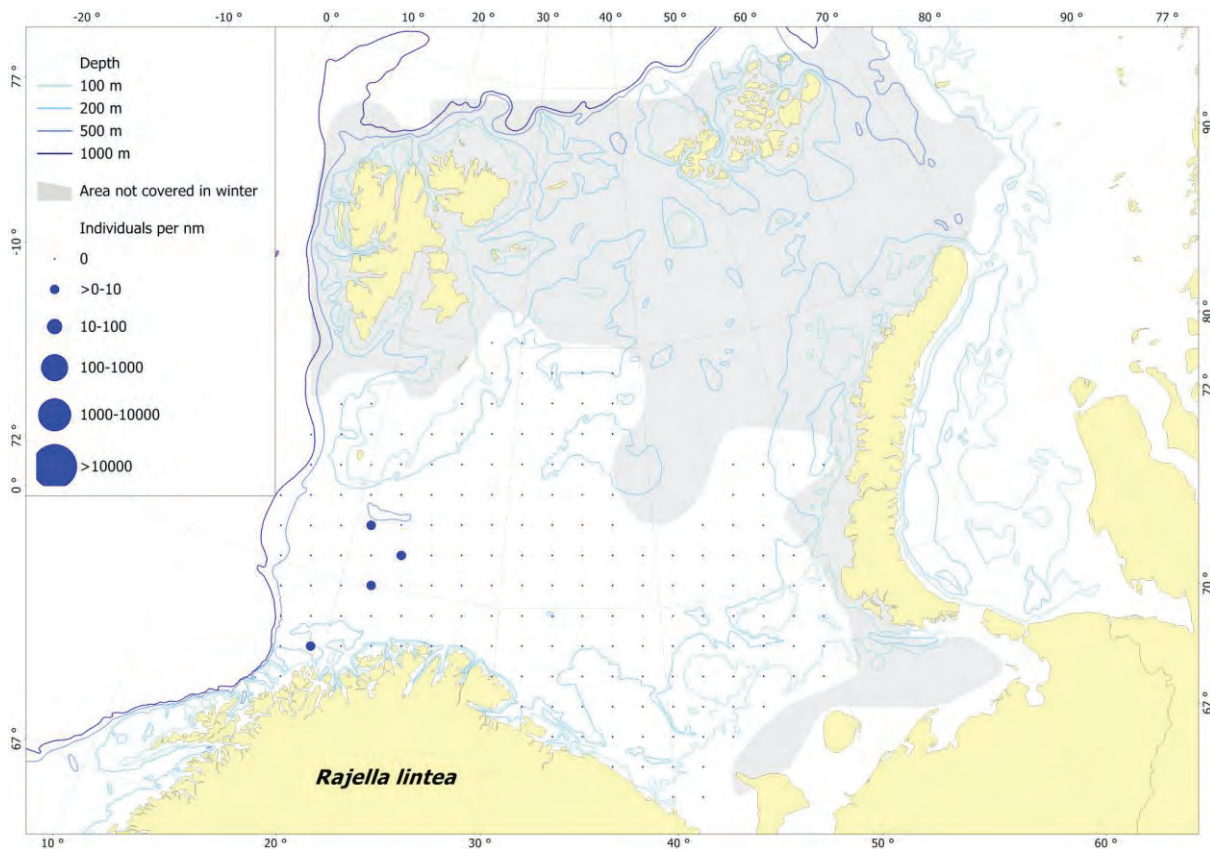 -20 ° -10 ° 0 ° 10 ° 20 ° 30 ° 40 ° 50 ° 60 ° 70 ° 80 ° 90 ° 77 °
77 °
-10 °
72 °
0 °
67 °
Depth
100 m
200 m
500 m
1000 m
Area not covered in winter
Individuals per nm
0
>0-10
10-100
100-1000
1000-10000
>10000
90 °
80 °
72 °
70 °
67 °
Rajella lintea
10 ° 20 ° 30 ° 40 ° 50 ° 60 °